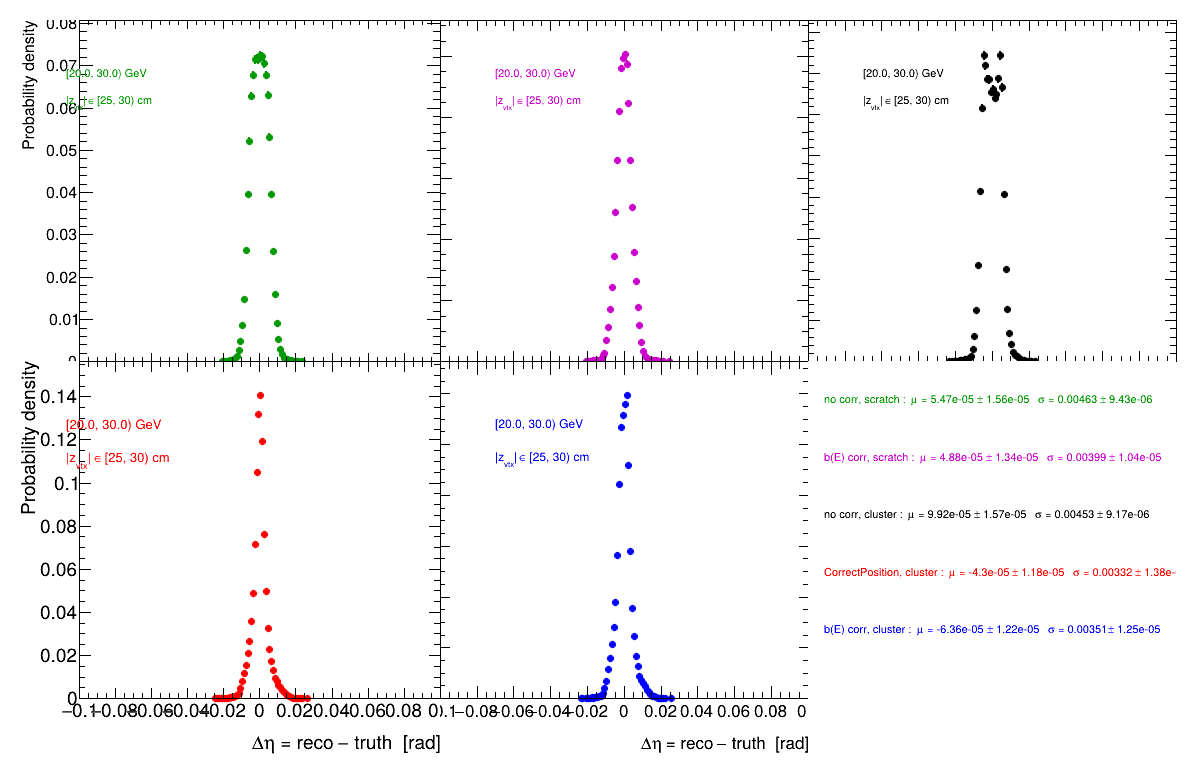 Probability density
0.08
0.07
0.06
0.05
0.04
0.03
0.02
0.01
0
[20.0, 30.0) GeV
|z_vtx| ∈ [25, 30) cm
[20.0, 30.0) GeV
|z_vtx| ∈ [25, 30) cm
[20.0, 30.0) GeV
|z_vtx| ∈ [25, 30) cm
Probability density
0.14
0.12
0.1
0.08
0.06
0.04
0.02
0
[20.0, 30.0) GeV
|z_vtx| ∈ [25, 30) cm
[20.0, 30.0) GeV
|z_vtx| ∈ [25, 30) cm
no corr, scratch : μ = 5.47e-05 ± 1.56e-05 σ = 0.00463 ± 9.43e-06
b(E) corr, scratch : μ = 4.88e-05 ± 1.34e-05 σ = 0.00399 ± 1.04e-05
no corr, cluster : μ = 9.92e-05 ± 1.57e-05 σ = 0.00453 ± 9.17e-06
CorrectPosition, cluster : μ = -4.3e-05 ± 1.18e-05 σ = 0.00332 ± 1.38e-
b(E) corr, cluster : μ = -6.36e-05 ± 1.22e-05 σ = 0.00351 ± 1.25e-05
−0.1 −0.08 −0.06 −0.04 −0.02 0 0.02 0.04 0.06 0.08 0.1 −0.08 −0.06 −0.04 −0.02 0 0.02 0.04 0.06 0.08 0
Δη = reco − truth [rad]
Δη = reco − truth [rad]